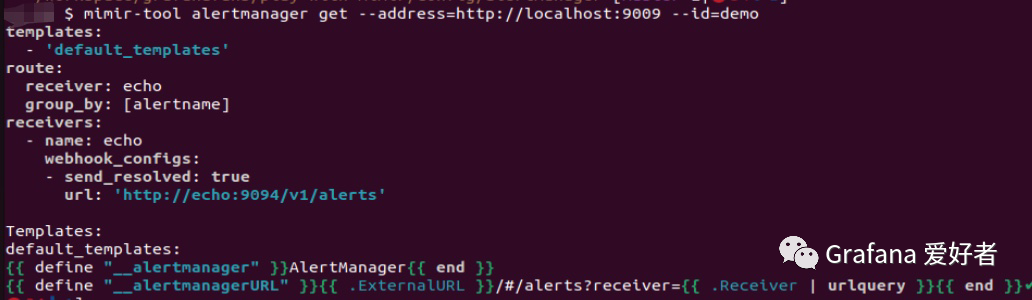 $ mimir-tool alertmanager get --address=http://localhost:9009 --id=demo
templates:
  - 'default_templates'
route:
  receiver: echo
  group_by: [alertname]
receivers:
  - name: echo
    webhook_configs:
    - send_resolved: true
      url: 'http://echo:9094/v1/alerts'

Templates:
default_templates:
{{ define "__alertmanager" }}AlertManager{{ end }}
{{ define "__alertmanagerURL" }}{{ .ExternalURL }}/#/alerts?receiver={{ .Receiver | urlquery }}{{ end }}
Grafana 爱好者